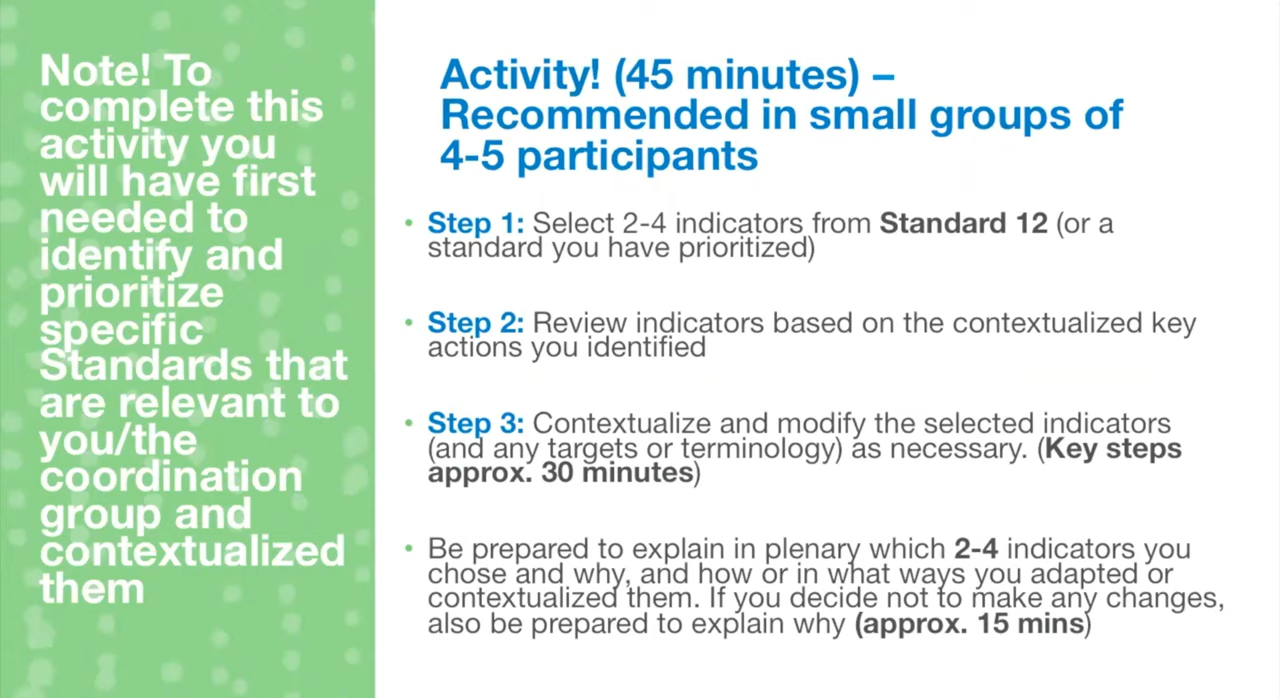 Note! To
complete this
activity you
will have first
needed to
identify and
prioritize
specific
Standards that
are relevant to
you/the
coordination
group and
contextualized
them
Activity! (45 minutes) –
Recommended in small groups of
4-5 participants
• Step 1: Select 2-4 indicators from Standard 12 (or a
standard you have prioritized)
• Step 2: Review indicators based on the contextualized key
actions you identified
• Step 3: Contextualize and modify the selected indicators
(and any targets or terminology) as necessary. (Key steps
approx. 30 minutes)
• Be prepared to explain in plenary which 2-4 indicators you
chose and why, and how or in what ways you adapted or
contextualized them. If you decide not to make any changes,
also be prepared to explain why (approx. 15 mins)